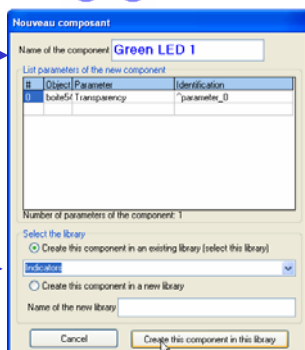 Nouveau composant
Name of the component Green LED 1
List parameters of the new component
# Object Parameter Identification
0 boite54 Transparency ^parameter_0
Number of parameters of the component: 1
Select the library
Create this component in an existing library (select this library)
Indicators
Create this component in a new library
Name of the new library
Cancel Create this component in this library